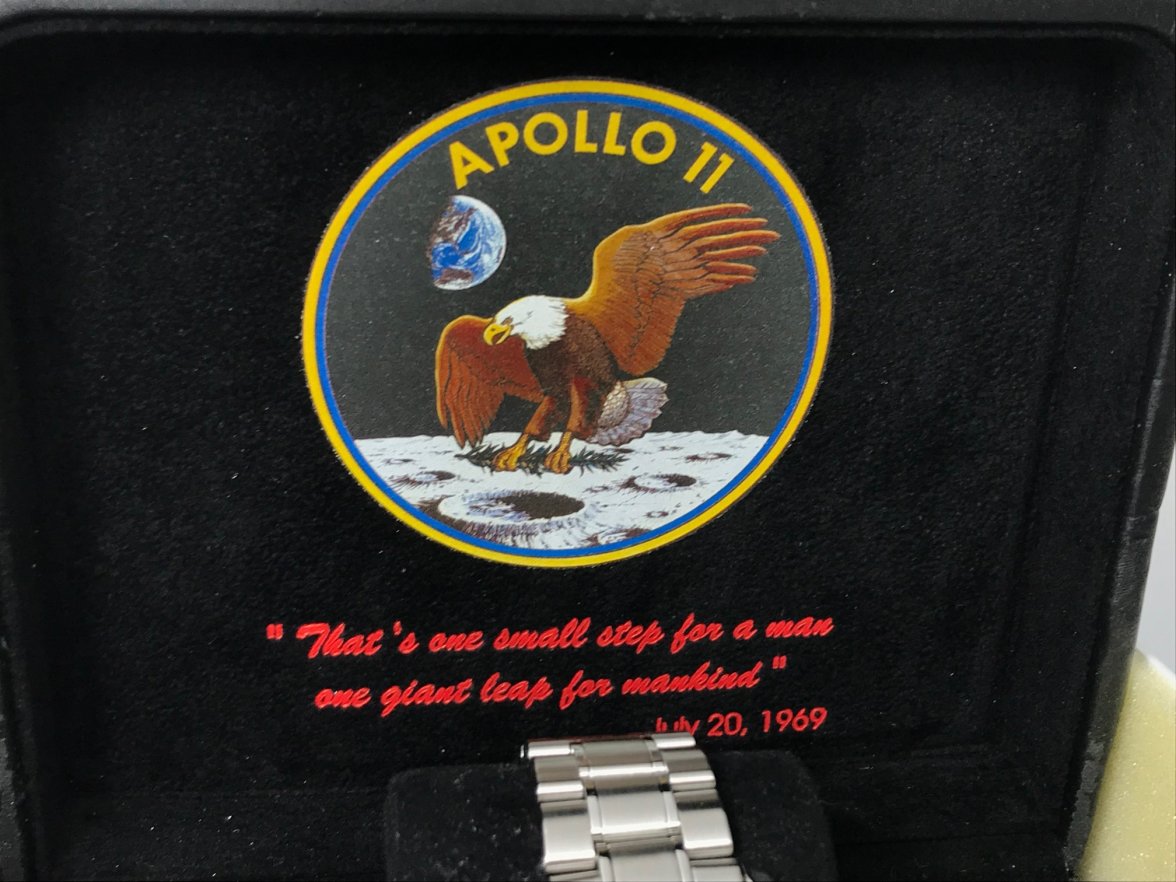 APOLLO 11
" That's one small step for a man
one giant leap for mankind "
July 20, 1969